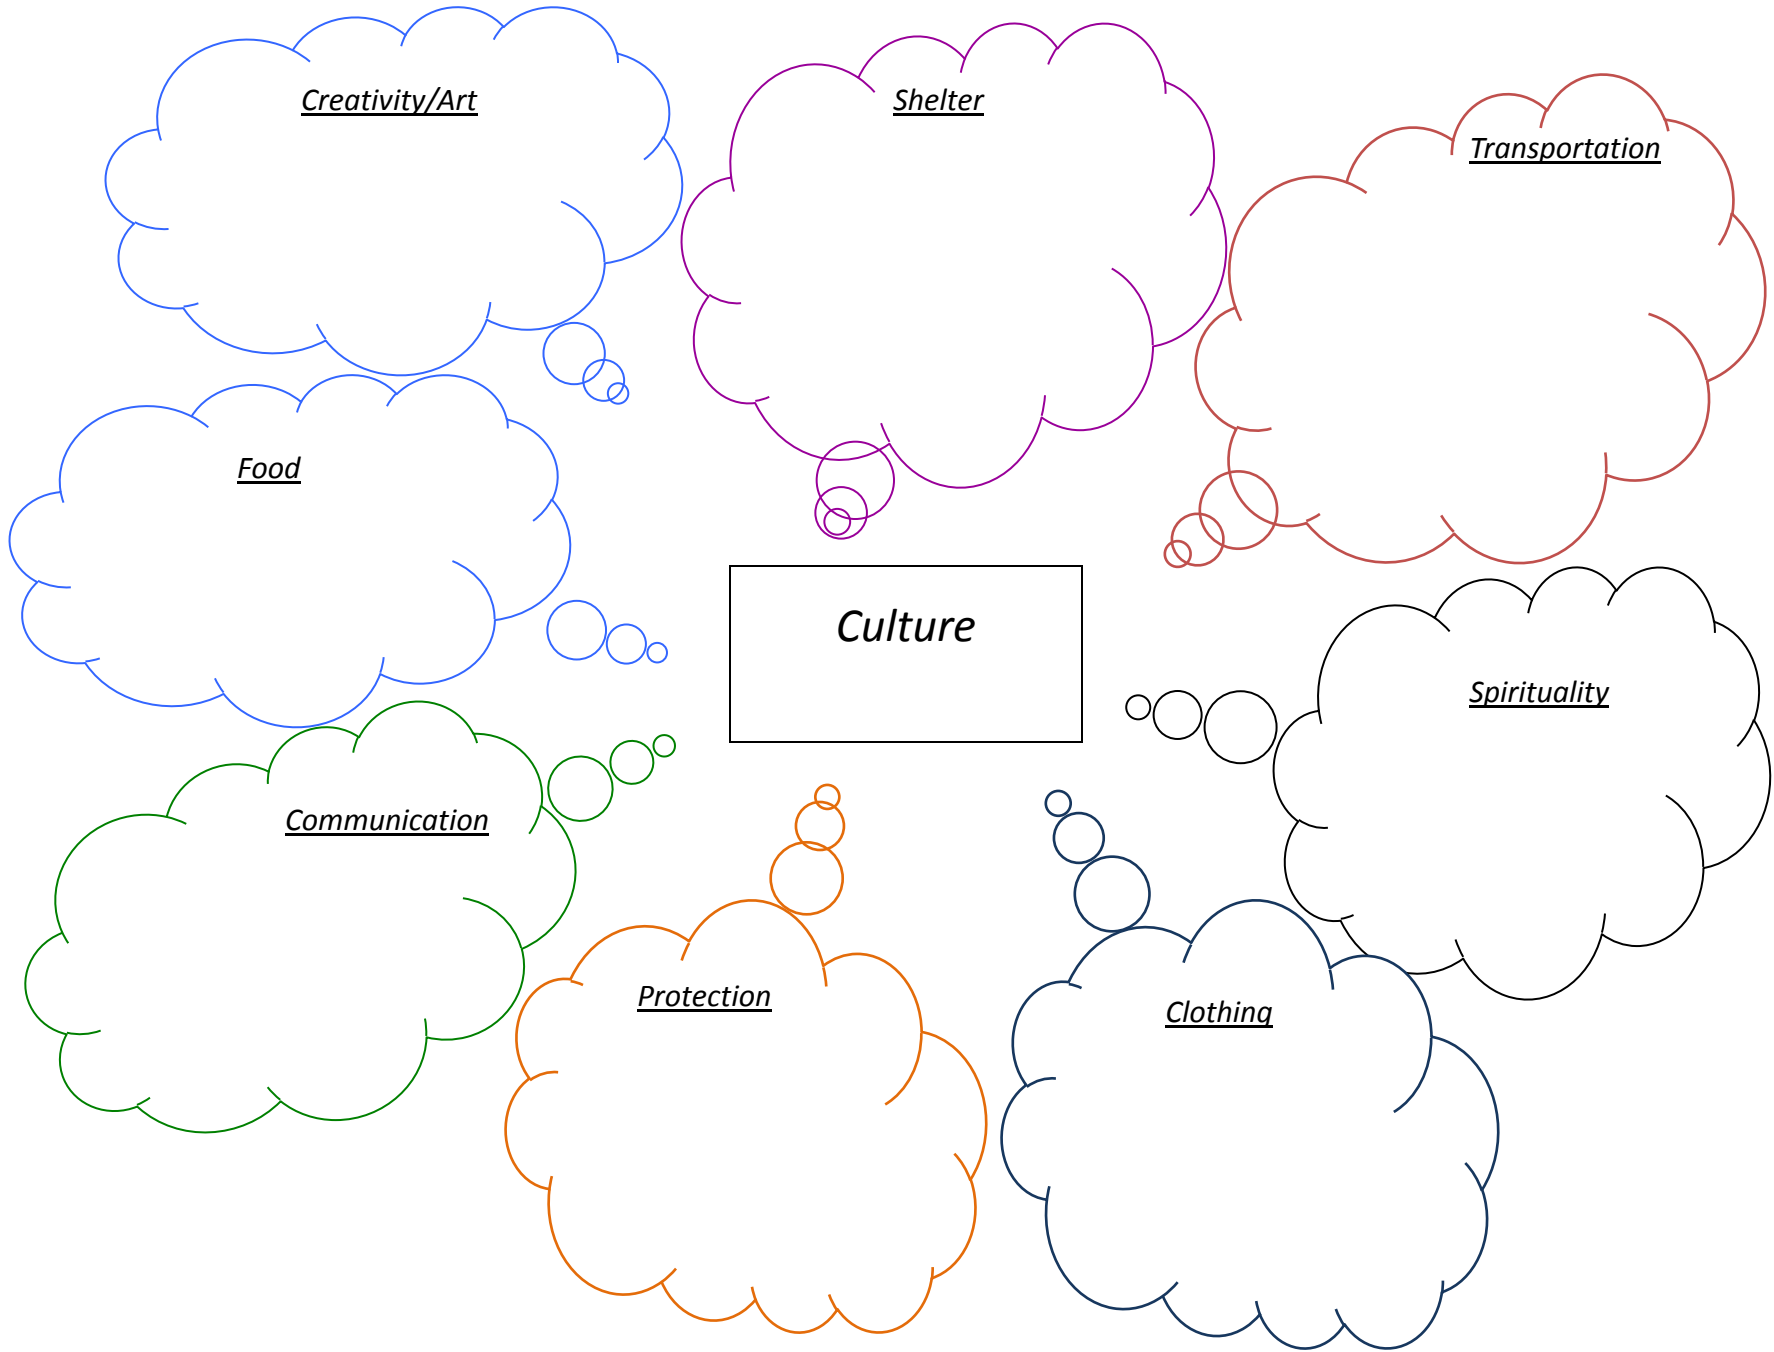 Creativity/Art
Shelter
Transportation
Food
Culture
Spirituality
Communication
Protection
Clothing